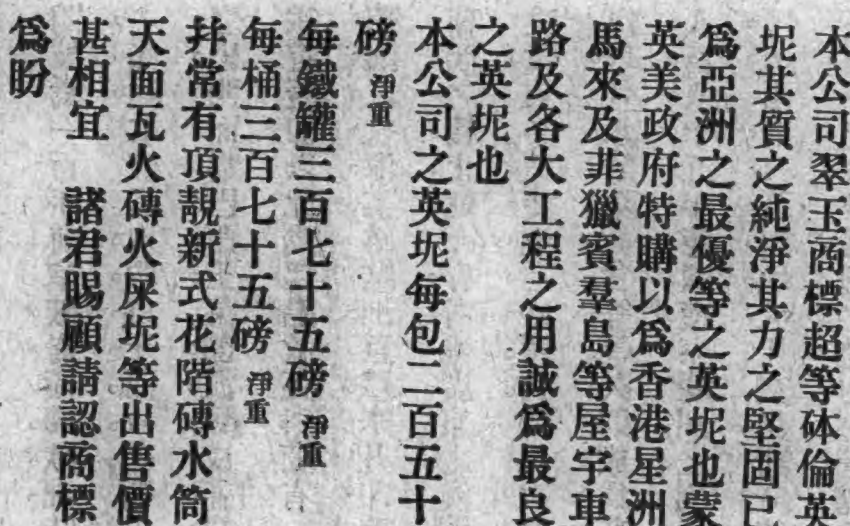 本公司翠玉商標超等砵倫英
坭其質之純淨其力之堅固已
爲亞洲之最優等之英坭也蒙
英美政府特購以爲香港星洲
馬來及菲獵賓羣島等屋宇車
路及各大工程之用誠爲最良
之英坭也
本公司之英坭每包二百五十
磅 淨重
每鐵罐三百七十五磅 淨重
每桶三百七十五磅 淨重
幷常有頂靚新式花階磚水筒
天面瓦火磚火屎坭等出售價
甚相宜 諸君賜顧請認商標
爲盼